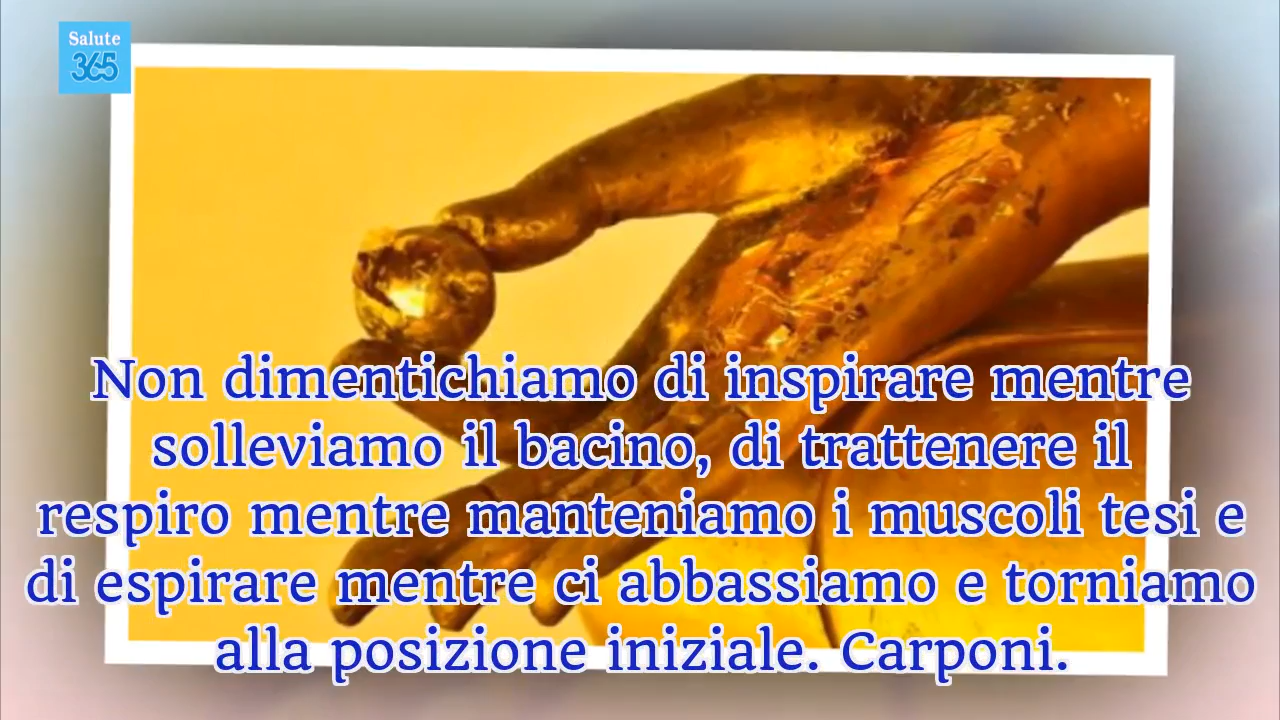 Salute
365
Non dimentichiamo di inspirare mentre
solleviamo il bacino, di trattenere il
respiro mentre manteniamo i muscoli tesi e
di espirare mentre ci abbassiamo e torniamo
alla posizione iniziale. Carponi.